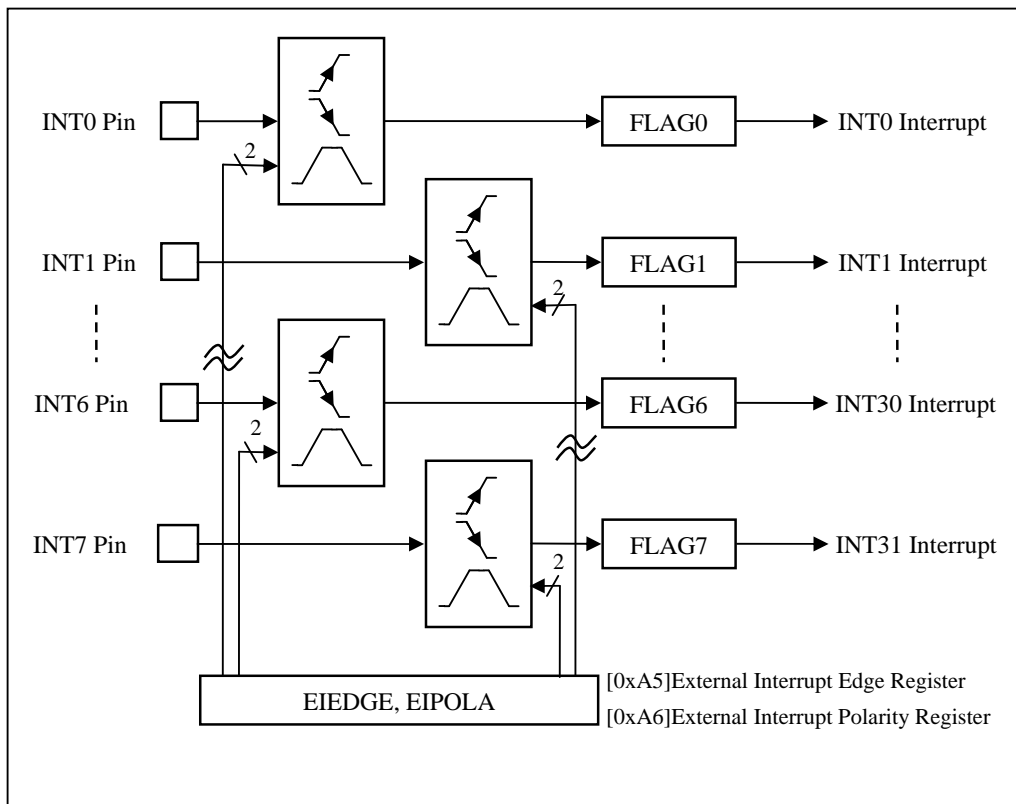 INT0 Pin
FLAG0
INT0 Interrupt
2
INT1 Pin
FLAG1
INT1 Interrupt
2
INT6 Pin
FLAG6
INT30 Interrupt
2
INT7 Pin
FLAG7
INT31 Interrupt
2
EIEDGE, EIPOLA
[0xA5]External Interrupt Edge Register
[0xA6]External Interrupt Polarity Register